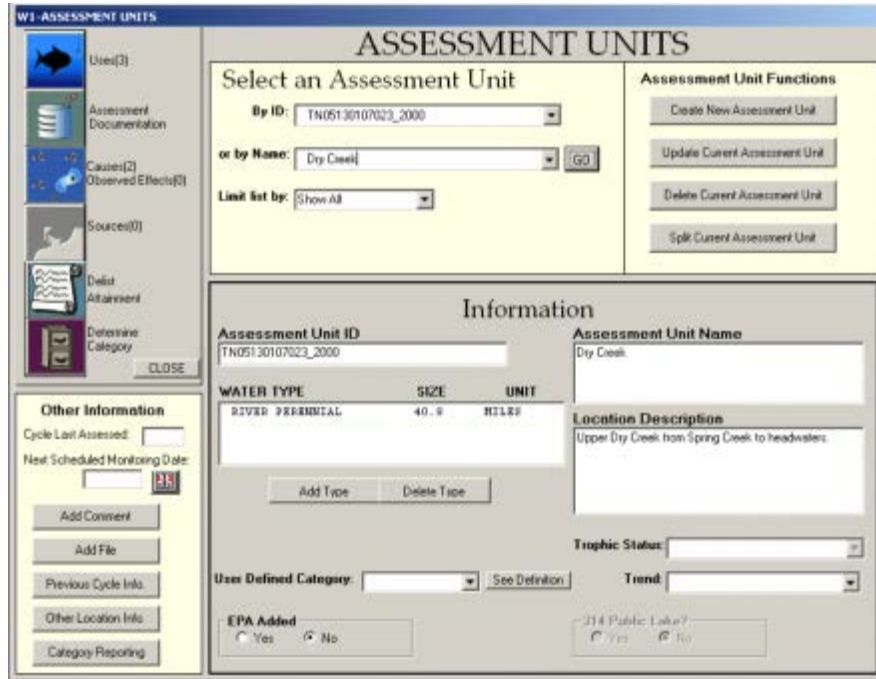 W1-ASSESSMENT UNITS
ASSESSMENT UNITS
Uses(3)
Assessment
Documentation
Causes(2)
Observed Effects(0)
Sources(0)
Delist
Attainment
Determine
Category
CLOSE
Select an Assessment Unit
By ID: TN05130107023_2000
or by Name: Dry Creek GO
Limit list by: Show All
Assessment Unit Functions
Create New Assessment Unit
Update Current Assessment Unit
Delete Current Assessment Unit
Split Current Assessment Unit
Other Information
Cycle Last Assessed:
Next Scheduled Monitoring Date:
Add Comment
Add File
Previous Cycle Info.
Other Location Info
Category Reporting
Information
Assessment Unit ID
TN05130107023_2000
WATER TYPE SIZE UNIT
RIVER PERENNIAL 40.8 MILES
Add Type Delete Type
Assessment Unit Name
Dry Creek
Location Description
Upper Dry Creek from Spring Creek to headwaters.
Trophic Status:
User Defined Category: See Definition Trend:
EPA Added
Yes No
314 Public Lake?
Yes No